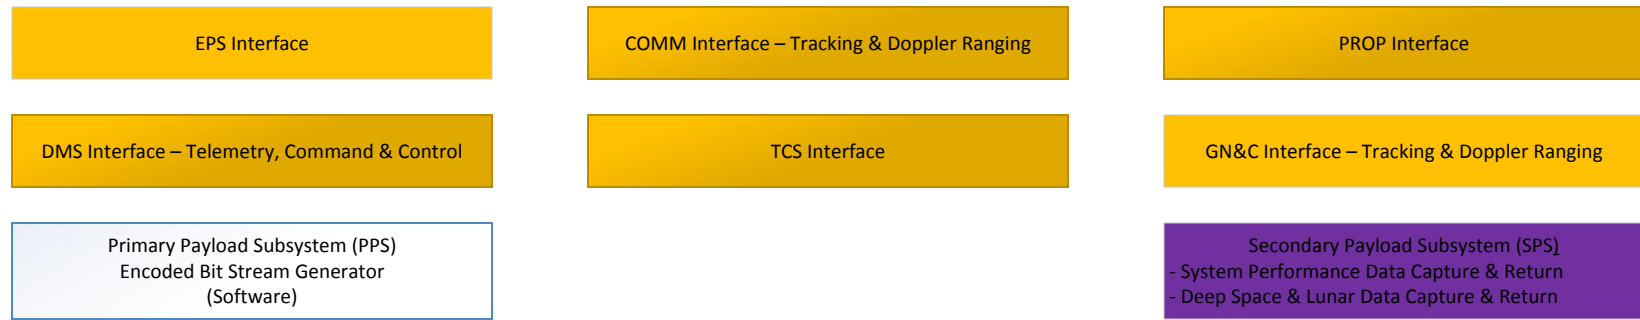 EPS Interface
COMM Interface – Tracking & Doppler Ranging
PROP Interface
DMS Interface – Telemetry, Command & Control
TCS Interface
GN&C Interface – Tracking & Doppler Ranging
Primary Payload Subsystem (PPS)
Encoded Bit Stream Generator
(Software)
Secondary Payload Subsystem (SPS)
- System Performance Data Capture & Return
- Deep Space & Lunar Data Capture & Return